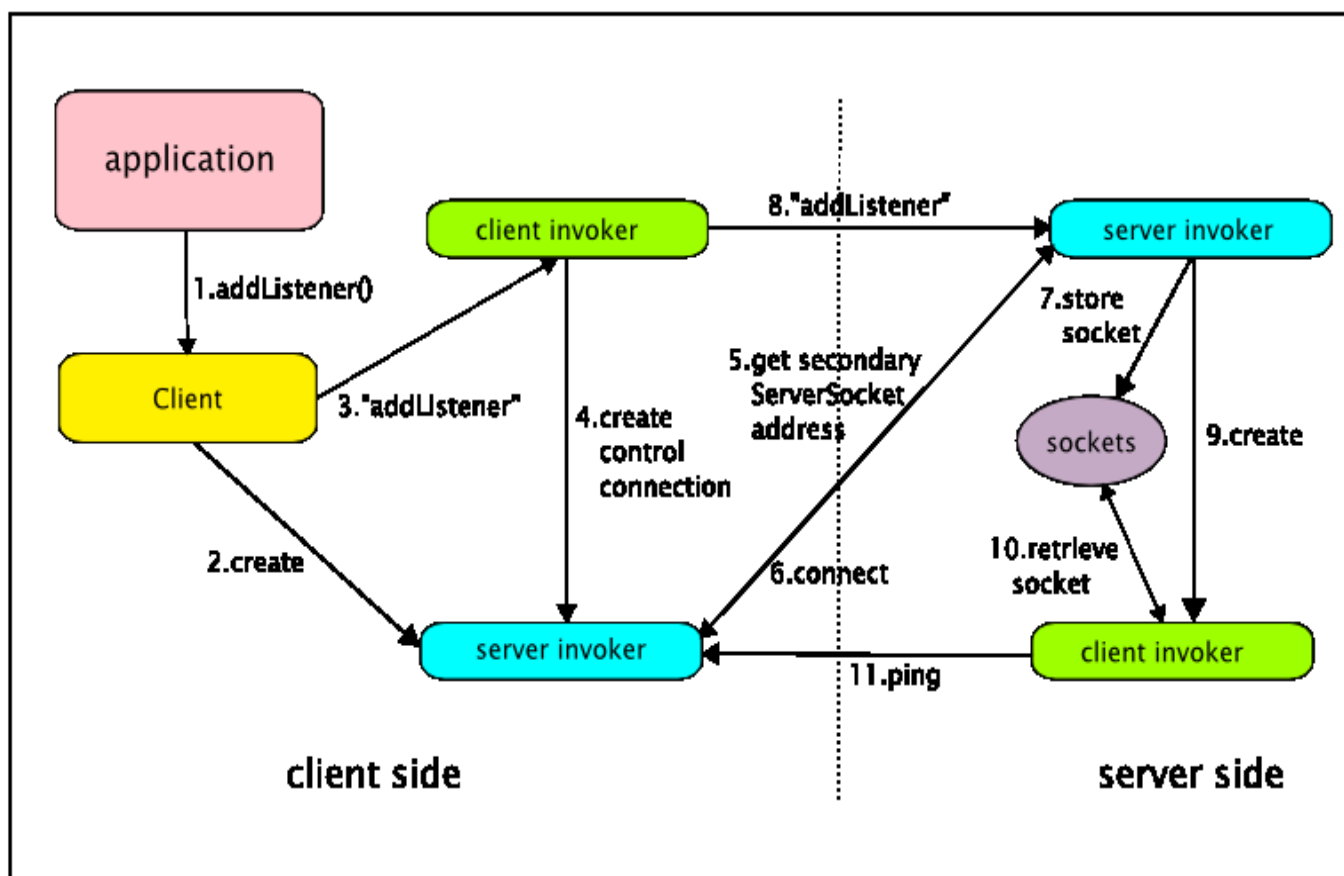 application
1.addListener()
Client
client invoker
8."addListener"
server invoker
7.store
socket
3."addListener"
4.create
control
connection
5.get secondary
ServerSocket
address
sockets
9.create
2.create
6.connect
10.retrieve
socket
server invoker
11.ping
client invoker
client side
server side